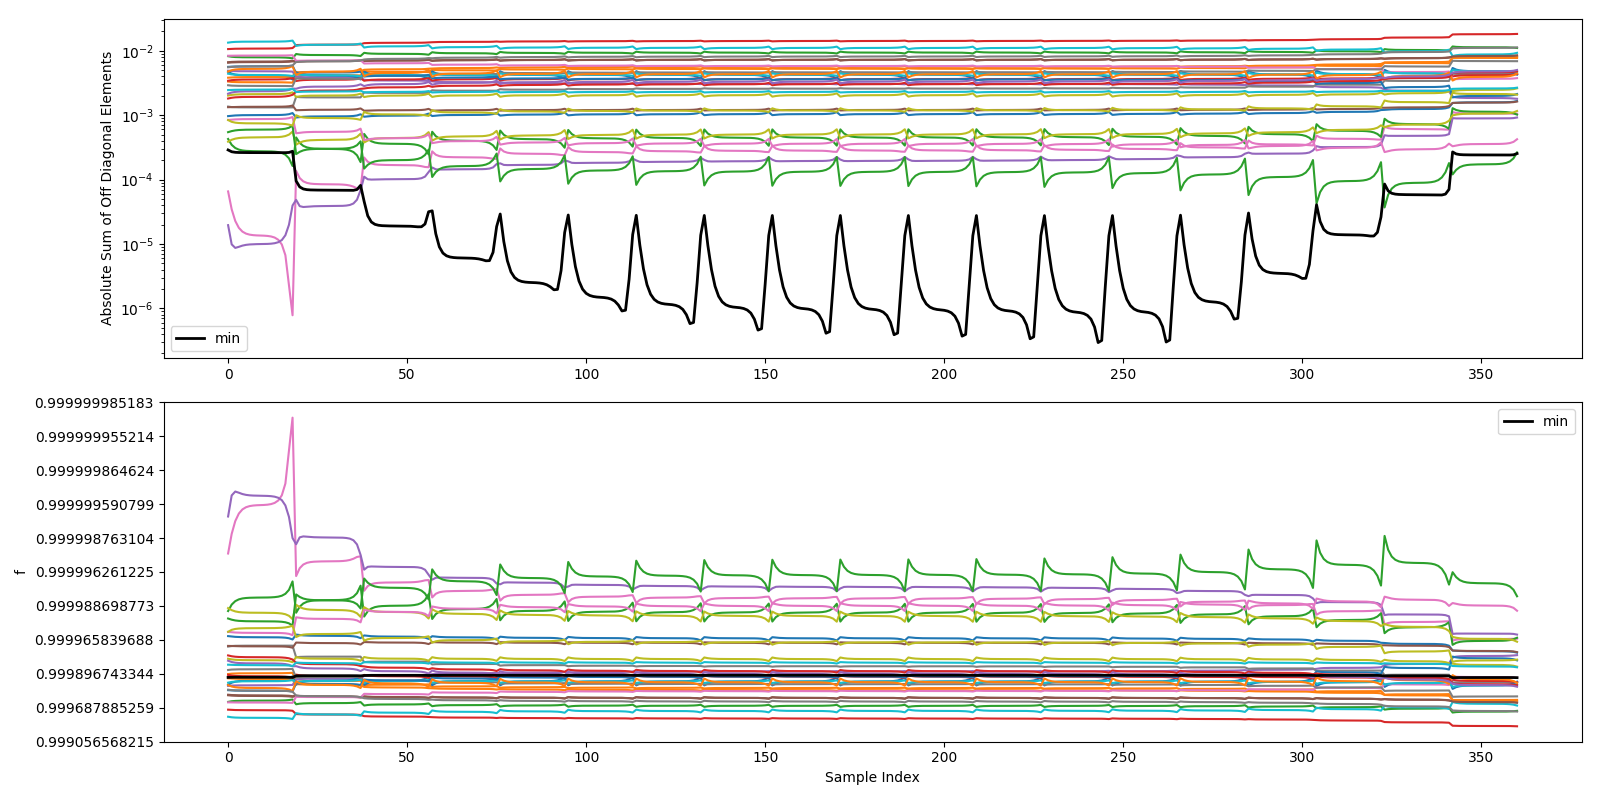 Absolute Sum of Off Diagonal Elements
10⁻²
10⁻³
10⁻⁴
10⁻⁵
10⁻⁶
min
0 50 100 150 200 250 300 350
f
0.999999985183
0.999999955214
0.999999864624
0.999999590799
0.999998763104
0.999996261225
0.999988698773
0.999965839688
0.999896743344
0.999687885259
0.999056568215
min
0 50 100 150 200 250 300 350
Sample Index